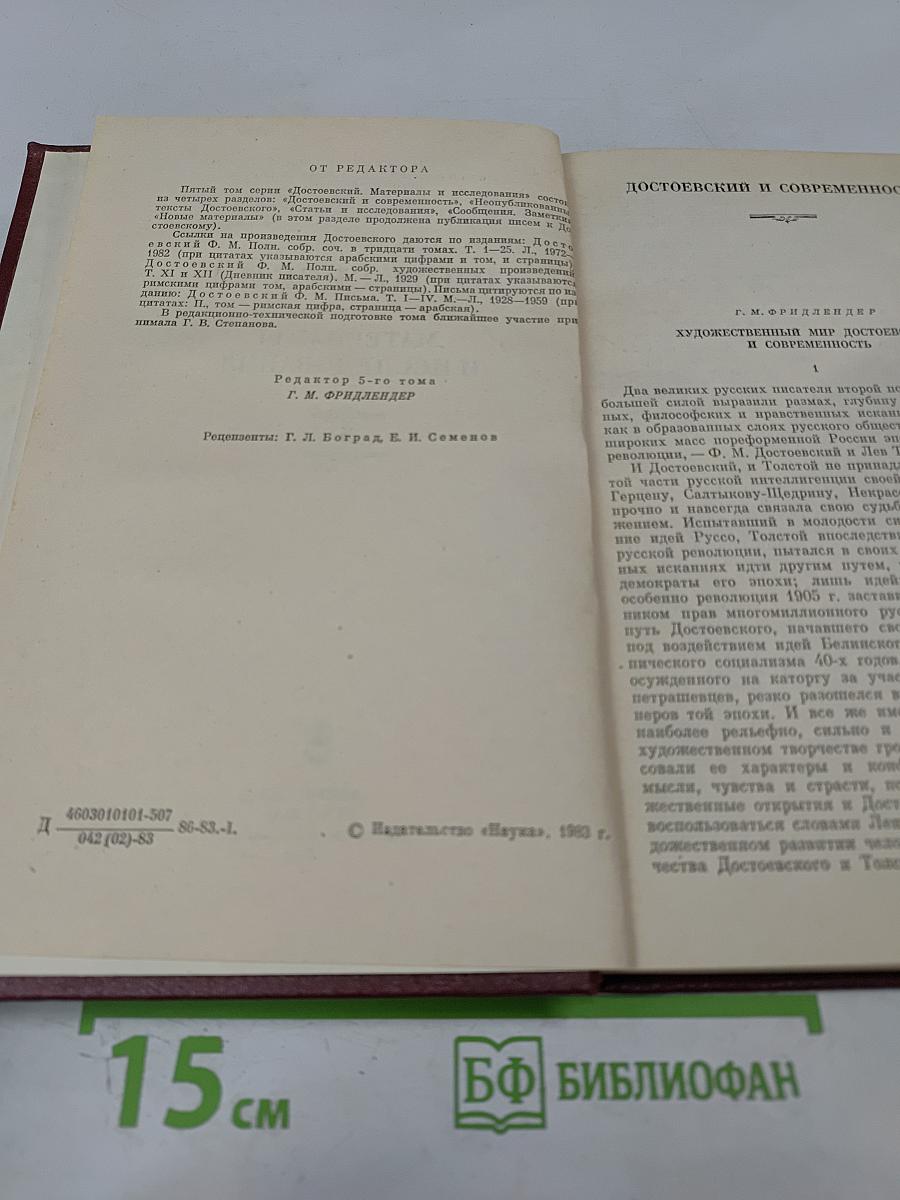 ОТ РЕДАКТОРА
Пятый том серии «Достоевский. Материалы и исследования» состои
из четырех разделов: «Достоевский и современность», «Неопубликованны
тексты Достоевского», «Статьи и исследования», «Сообщения. Заметки»
«Новые материалы» (в этом разделе продолжена публикация писем к До
стоевскому).
Ссылки на произведения Достоевского даются по изданиям: Досто
евский Ф. М. Полн. собр. соч. в тридцати томах. Т. 1—25. Л., 1972—
1982 (при цитатах указываются арабскими цифрами и том, и страницы)
Достоевский Ф. М. Полн. собр. художественных произведений
Т. XI и XII (Дневник писателя). М.—Л., 1929 (при цитатах указываются
римскими цифрами том, арабскими — страницы). Письма цитируются по из
данию: Достоевский Ф. М. Письма. Т. I—IV. М.—Л., 1928—1959 (при
цитатах: П., том — римская цифра, страница — арабская).
В редакционно-технической подготовке тома ближайшее участие при
нимала Г. В. Степанова.
Редактор 5-го тома
Г. М. ФРИДЛЕНДЕР
Рецензенты: Г. Л. Боград, Е. И. Семенов
Д 4603010101-507
042 (02)-83 86-83.-I.
© Издательство «Наука», 1983 г.
ДОСТОЕВСКИЙ И СОВРЕМЕННОС
Г. М. ФРИДЛЕНДЕР
ХУДОЖЕСТВЕННЫЙ МИР ДОСТОЕВС
И СОВРЕМЕННОСТЬ
1
Два великих русских писателя второй по
большей силой выразили размах, глубину
ных, философских и нравственных искани
как в образованных слоях русского общест
широких масс пореформенной России эп
революции, — Ф. М. Достоевский и Лев Т
И Достоевский, и Толстой не принадл
той части русской интеллигенции своей
Герцену, Салтыкову-Щедрину, Некрасо
прочно и навсегда связала свою судьб
жением. Испытавший в молодости си
ние идей Руссо, Толстой впоследстви
русской революции, пытался в своих
ных исканиях идти другим путем,
демократы его эпохи; лишь идей
особенно революция 1905 г. застави
ником прав многомиллионного рус
путь Достоевского, начавшего сво
под воздействием идей Белинског
пического социализма 40-х годов
осужденного на каторгу за учас
петрашевцев, резко разошелся в
неров той эпохи. И все же име
наиболее рельефно, сильно и
художественном творчестве гро
совали ее характеры и конф
мысли, чувства и страсти, по
жественные открытия и Дост
воспользоваться словами Лен
дожественном развитии чело
чества Достоевского и Толс
15 см
БФ БИБЛИОФАН